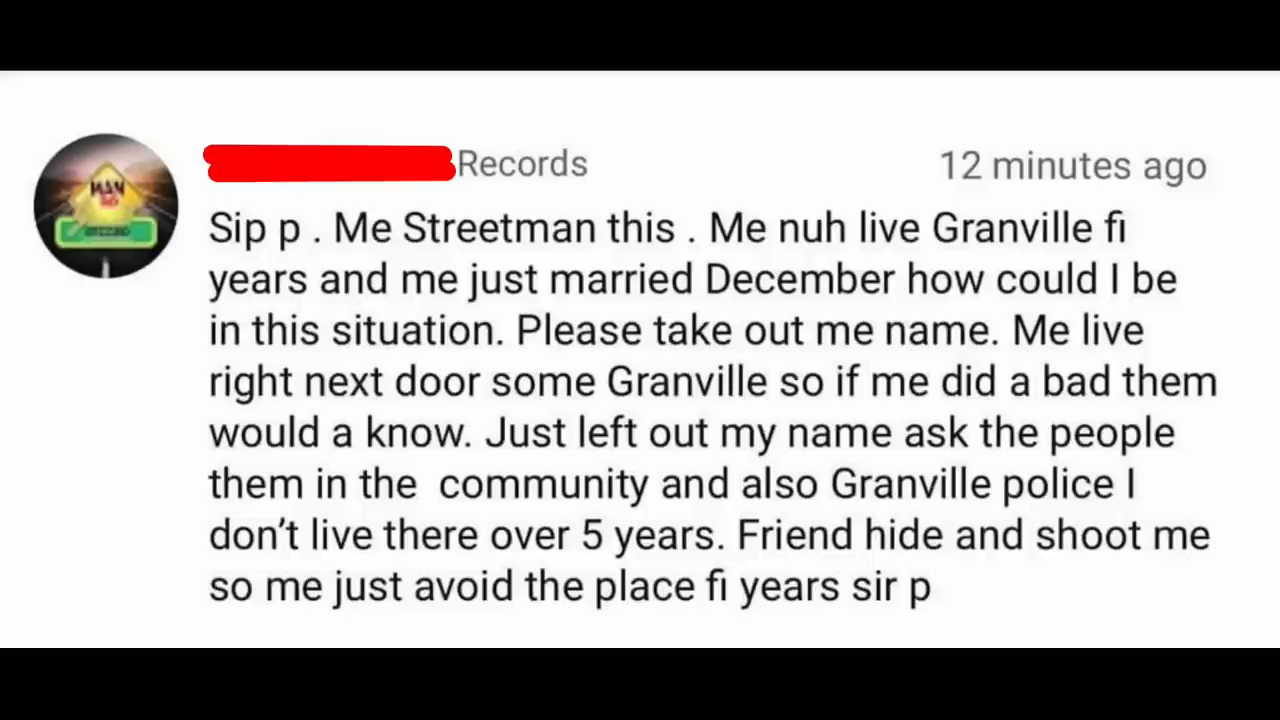 MAN
Records
12 minutes ago
Sip p . Me Streetman this . Me nuh live Granville fi
years and me just married December how could I be
in this situation. Please take out me name. Me live
right next door some Granville so if me did a bad them
would a know. Just left out my name ask the people
them in the  community and also Granville police I
don’t live there over 5 years. Friend hide and shoot me
so me just avoid the place fi years sir p